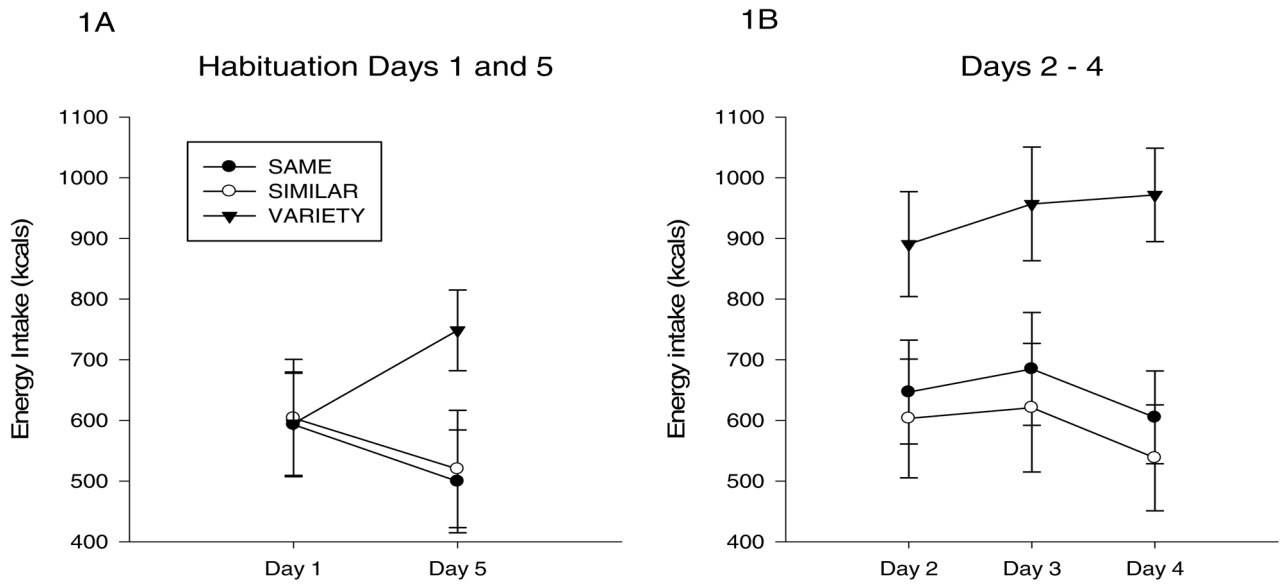 1A
Habituation Days 1 and 5
1100
1000
900
800
700
600
500
400
Energy Intake (kcals)
SAME
SIMILAR
VARIETY
Day 1 Day 5
1B
Days 2 - 4
1100
1000
900
800
700
600
500
400
Energy intake (kcals)
Day 2 Day 3 Day 4